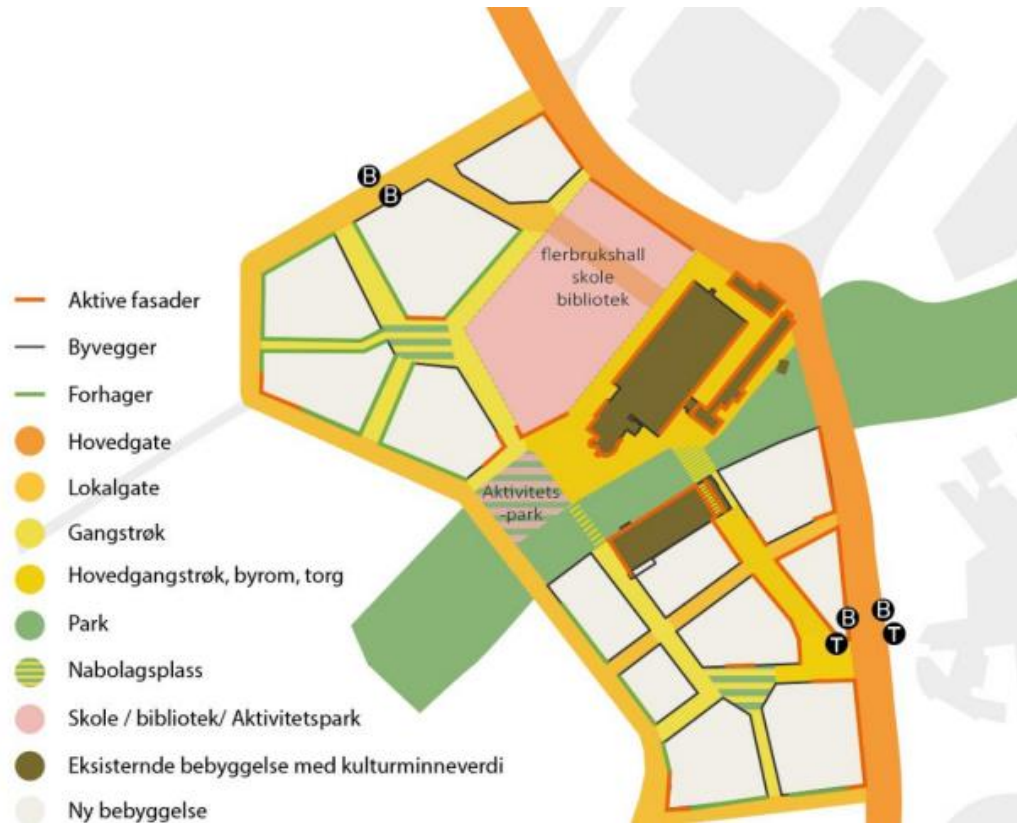 B
B
flerbrukshall
skole
bibliotek
Aktivitets
-park
B
B
T
T
Aktive fasader
Byvegger
Forhager
Hovedgate
Lokalgate
Gangstrøk
Hovedgangstrøk, byrom, torg
Park
Nabolagsplass
Skole / bibliotek/ Aktivitetspark
Eksisternde bebyggelse med kulturminneverdi
Ny bebyggelse